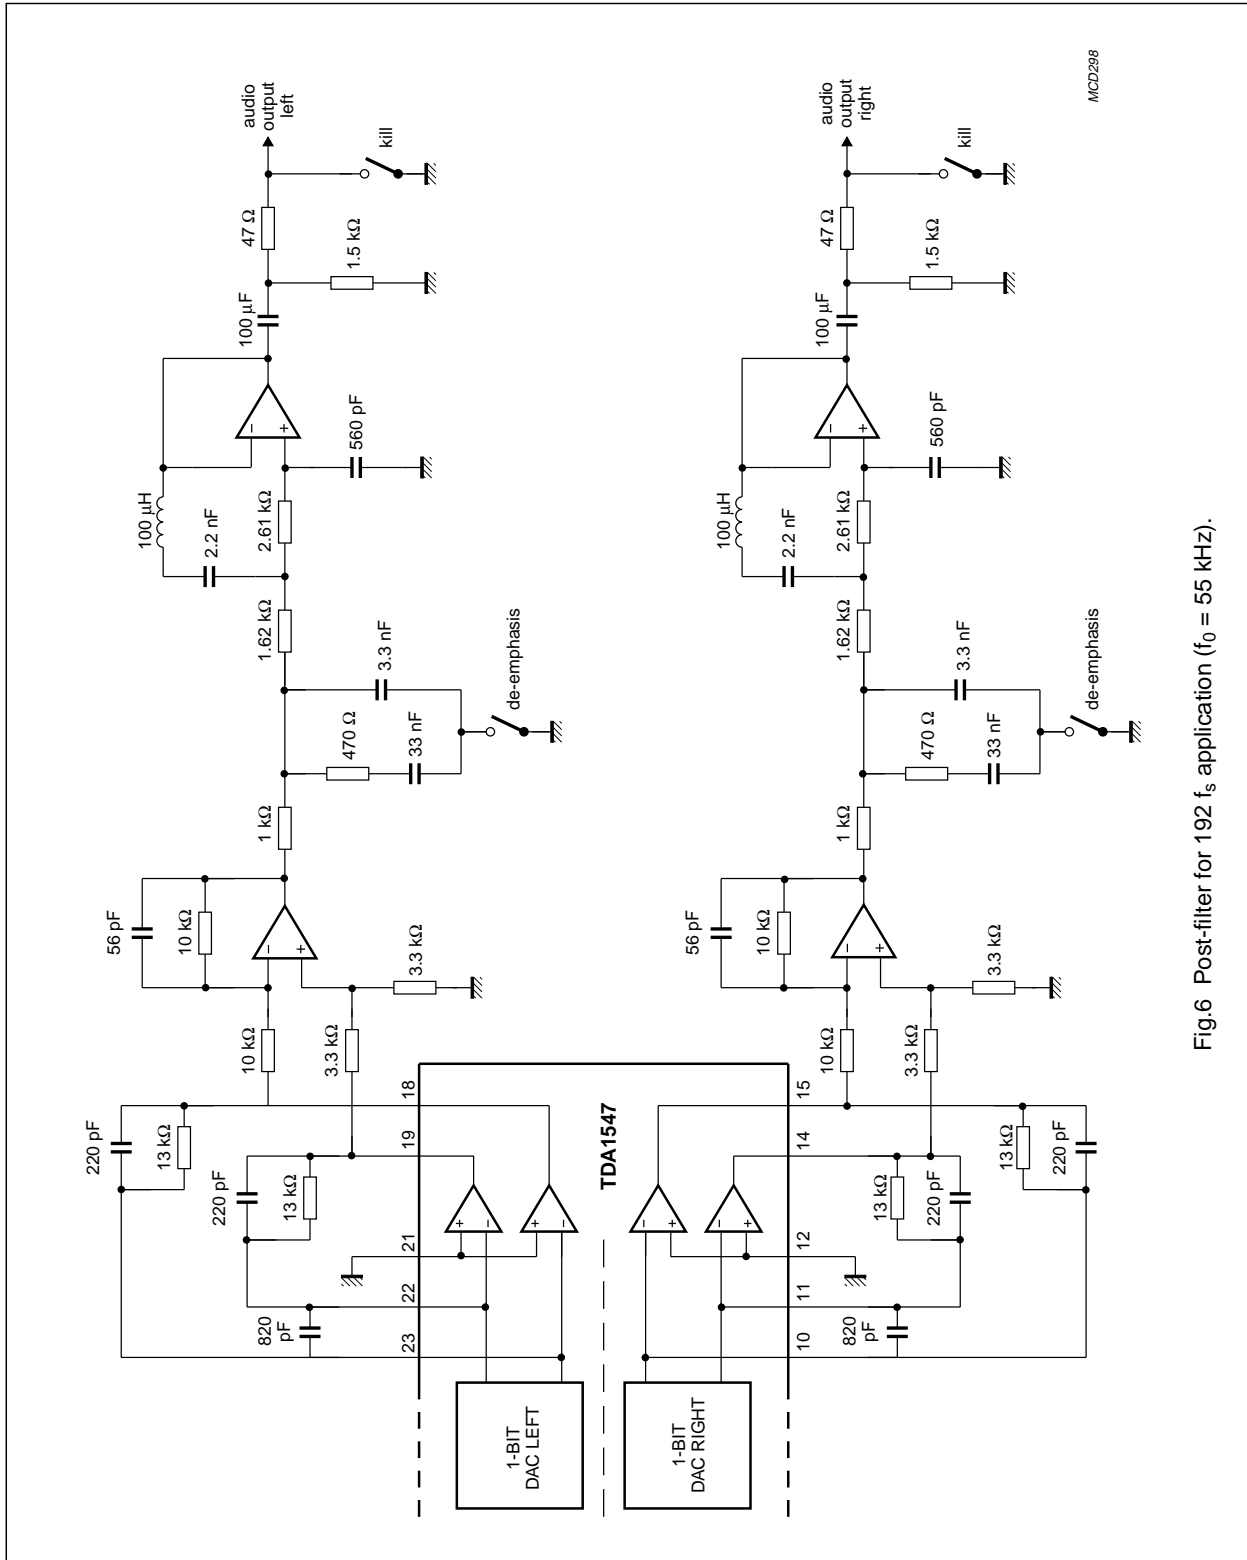 audio
output
left
kill
47 Ω
1.5 kΩ
100 µF
−
+
560 pF
100 µH
2.2 nF
2.61 kΩ
1.62 kΩ
3.3 nF
470 Ω
33 nF
de-emphasis
1 kΩ
56 pF
10 kΩ
−
+
3.3 kΩ
10 kΩ
3.3 kΩ
220 pF
13 kΩ
220 pF
13 kΩ
820
pF
18
19
21
22
23
+
−
+
−
1-BIT
DAC LEFT
TDA1547
1-BIT
DAC RIGHT
−
+
−
+
15
14
12
11
10
13 kΩ
220 pF
13 kΩ
220 pF
820
pF
10 kΩ
3.3 kΩ
56 pF
10 kΩ
−
+
3.3 kΩ
1 kΩ
470 Ω
33 nF
3.3 nF
de-emphasis
1.62 kΩ
2.61 kΩ
100 µH
2.2 nF
−
+
560 pF
100 µF
47 Ω
1.5 kΩ
kill
audio
output
right
MCD298
Fig.6 Post-filter for 192 fs application (f0 = 55 kHz).